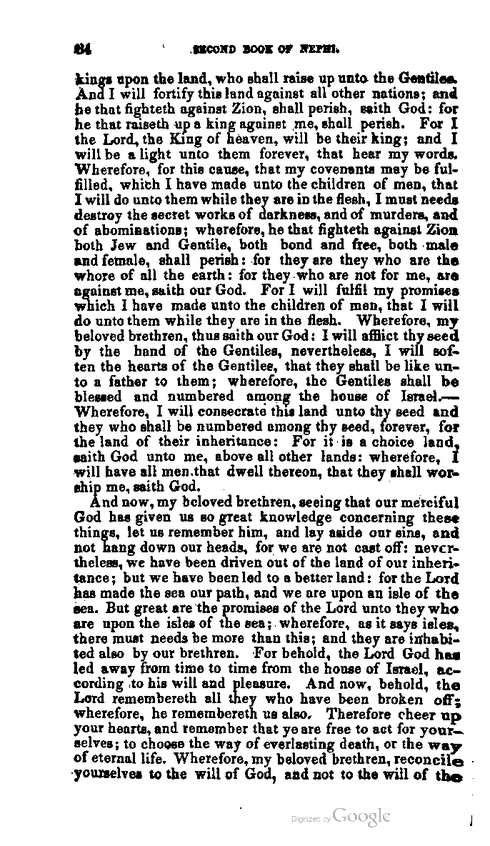 84 SECOND BOOK OF NEPHI.
kings upon the land, who shall raise up unto the Gentiles.
And I will fortify this land against all other nations; and
he that fighteth against Zion, shall perish, saith God: for
he that raiseth up a king against me, shall perish. For I
the Lord, the King of heaven, will be their king; and I
will be a light unto them forever, that hear my words.
Wherefore, for this cause, that my covenants may be ful-
filled, which I have made unto the children of men, that
I will do unto them while they are in the flesh, I must needs
destroy the secret works of darkness, and of murders, and
of abominations; wherefore, he that fighteth against Zion
both Jew and Gentile, both bond and free, both male
and female, shall perish: for they are they who are the
whore of all the earth: for they who are not for me, are
against me, saith our God. For I will fulfil my promises
which I have made unto the children of men, that I will
do unto them while they are in the flesh. Wherefore, my
beloved brethren, thus saith our God: I will afflict thy seed
by the hand of the Gentiles, nevertheless, I will sof-
ten the hearts of the Gentiles, that they shall be like un-
to a father to them; wherefore, the Gentiles shall be
blessed and numbered among the house of Israel.—
Wherefore, I will consecrate this land unto thy seed and
they who shall be numbered among thy seed, forever, for
the land of their inheritance: For it is a choice land,
saith God unto me, above all other lands: wherefore, I
will have all men that dwell thereon, that they shall wor-
ship me, saith God.
And now, my beloved brethren, seeing that our merciful
God has given us so great knowledge concerning these
things, let us remember him, and lay aside our sins, and
not hang down our heads, for we are not cast off: never-
theless, we have been driven out of the land of our inheri-
tance; but we have been led to a better land: for the Lord
has made the sea our path, and we are upon an isle of the
sea. But great are the promises of the Lord unto they who
are upon the isles of the sea; wherefore, as it says isles,
there must needs be more than this; and they are inhabi-
ted also by our brethren. For behold, the Lord God has
led away from time to time from the house of Israel, ac-
cording to his will and pleasure. And now, behold, the
Lord remembereth all they who have been broken off;
wherefore, he remembereth us also. Therefore cheer up
your hearts, and remember that ye are free to act for your-
selves; to choose the way of everlasting death, or the way
of eternal life. Wherefore, my beloved brethren, reconcile
yourselves to the will of God, and not to the will of the
Digitized by Google